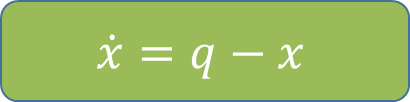 ẋ = q − x